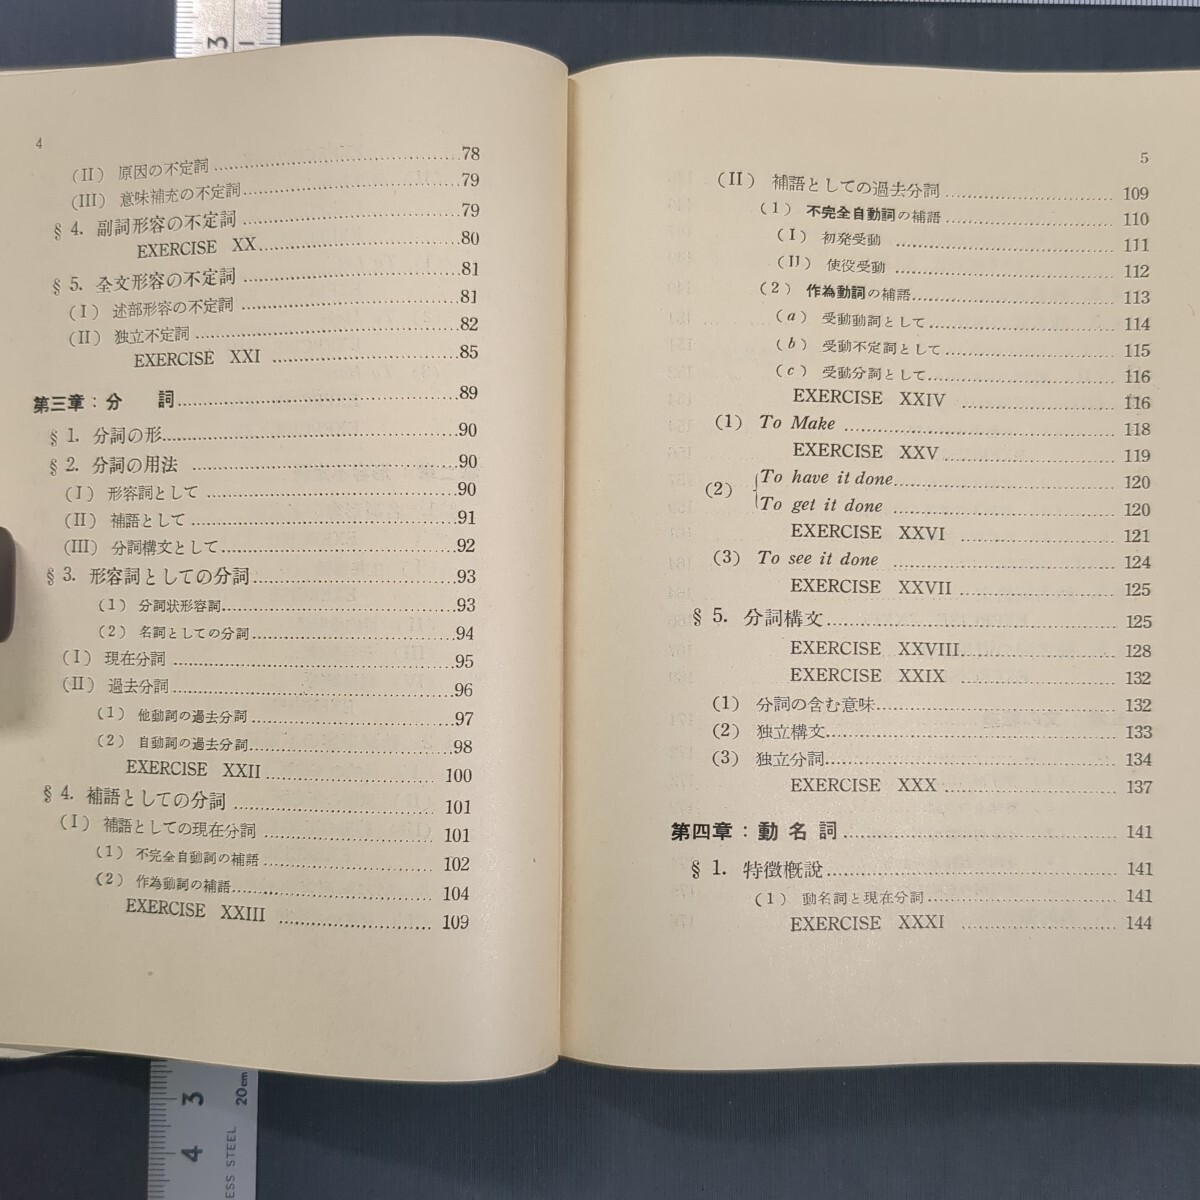 4
(II) 原因の不定詞 ........ 78
(III) 意味補充の不定詞 ........ 79
§ 4. 副詞形容の不定詞 ........ 79
EXERCISE XX ........ 80
§ 5. 全文形容の不定詞 ........ 81
(I) 述部形容の不定詞 ........ 81
(II) 独立不定詞 ........ 82
EXERCISE XXI ........ 85
第三章：分 詞 ........ 89
§ 1. 分詞の形 ........ 90
§ 2. 分詞の用法 ........ 90
(I) 形容詞として ........ 90
(II) 補語として ........ 91
(III) 分詞構文として ........ 92
§ 3. 形容詞としての分詞 ........ 93
(1) 分詞状形容詞 ........ 93
(2) 名詞としての分詞 ........ 94
(I) 現在分詞 ........ 95
(II) 過去分詞 ........ 96
(1) 他動詞の過去分詞 ........ 97
(2) 自動詞の過去分詞 ........ 98
EXERCISE XXII ........ 100
§ 4. 補語としての分詞 ........ 101
(I) 補語としての現在分詞 ........ 101
(1) 不完全自動詞の補語 ........ 102
(2) 作為動詞の補語 ........ 104
EXERCISE XXIII ........ 109
5
(II) 補語としての過去分詞 ........ 109
(1) 不完全自動詞の補語 ........ 110
(I) 初発受動 ........ 111
(II) 使役受動 ........ 112
(2) 作為動詞の補語 ........ 113
(a) 受動動詞として ........ 114
(b) 受動不定詞として ........ 115
(c) 受動分詞として ........ 116
EXERCISE XXIV ........ 116
(1) To Make ........ 118
EXERCISE XXV ........ 119
(2) { To have it done ........ 120
To get it done ........ 120
EXERCISE XXVI ........ 121
(3) To see it done ........ 124
EXERCISE XXVII ........ 125
§ 5. 分詞構文 ........ 125
EXERCISE XXVIII ........ 128
EXERCISE XXIX ........ 132
(1) 分詞の含む意味 ........ 132
(2) 独立構文 ........ 133
(3) 独立分詞 ........ 134
EXERCISE XXX ........ 137
第四章：動名詞 ........ 141
§ 1. 特徴概説 ........ 141
(1) 動名詞と現在分詞 ........ 141
EXERCISE XXXI ........ 144
3
1
3
20cm
4
ESS STEEL